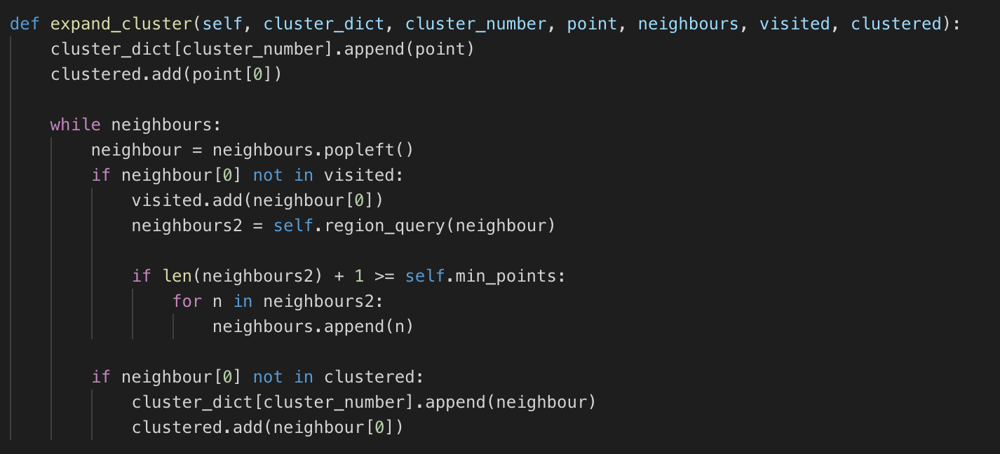 def expand_cluster(self, cluster_dict, cluster_number, point, neighbours, visited, clustered):
    cluster_dict[cluster_number].append(point)
    clustered.add(point[0])

    while neighbours:
        neighbour = neighbours.popleft()
        if neighbour[0] not in visited:
            visited.add(neighbour[0])
            neighbours2 = self.region_query(neighbour)

            if len(neighbours2) + 1 >= self.min_points:
                for n in neighbours2:
                    neighbours.append(n)

        if neighbour[0] not in clustered:
            cluster_dict[cluster_number].append(neighbour)
            clustered.add(neighbour[0])